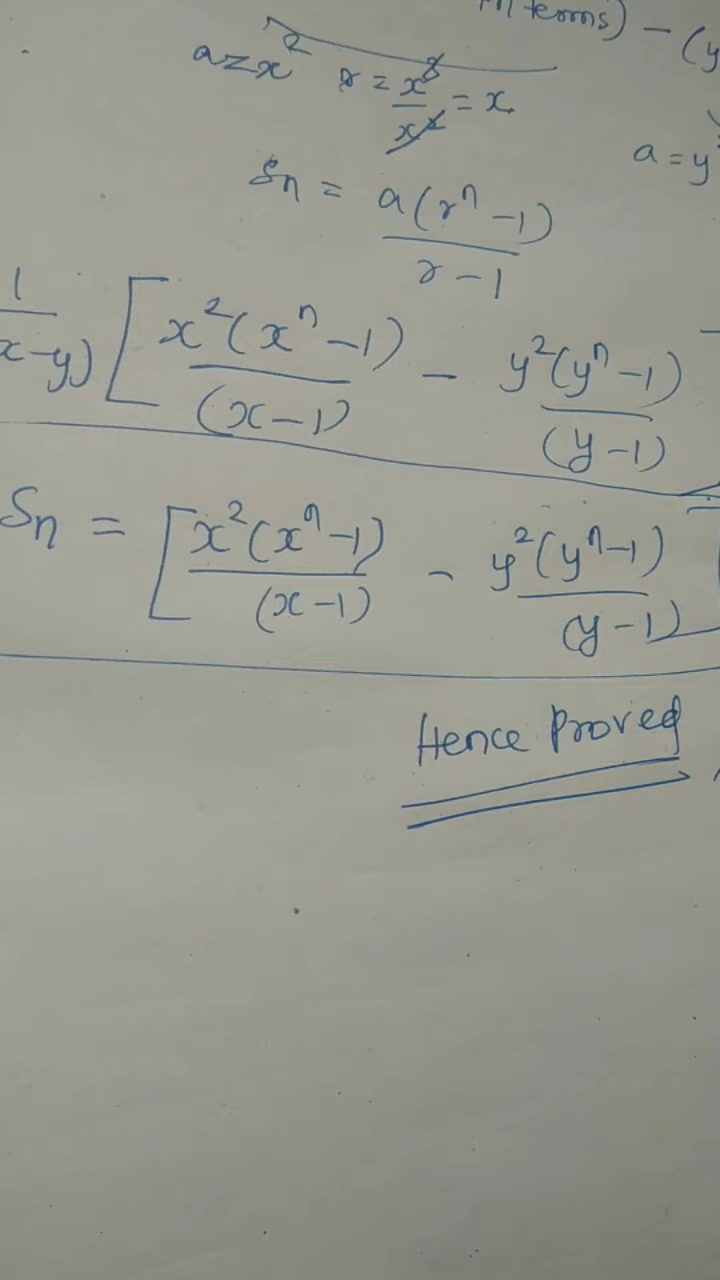 n terms) - (y
a = x² r = x³/x² = x
a = y
Sn = a(rⁿ - 1)/r - 1
1/x-y) [ x²(xⁿ - 1)/(x - 1) - y²(yⁿ - 1)/(y - 1)
Sn = [ x²(xⁿ - 1)/(x - 1) - y²(yⁿ - 1)/(y - 1)
Hence Proved